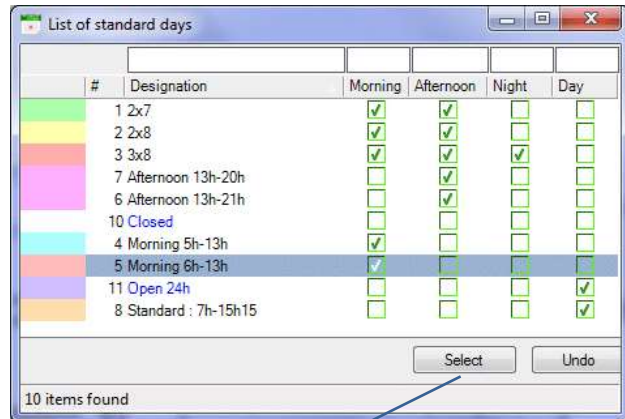 List of standard days
# Designation Morning Afternoon Night Day
1 2x7
2 2x8
3 3x8
7 Afternoon 13h-20h
6 Afternoon 13h-21h
10 Closed
4 Morning 5h-13h
5 Morning 6h-13h
11 Open 24h
8 Standard : 7h-15h15
Select Undo
10 items found